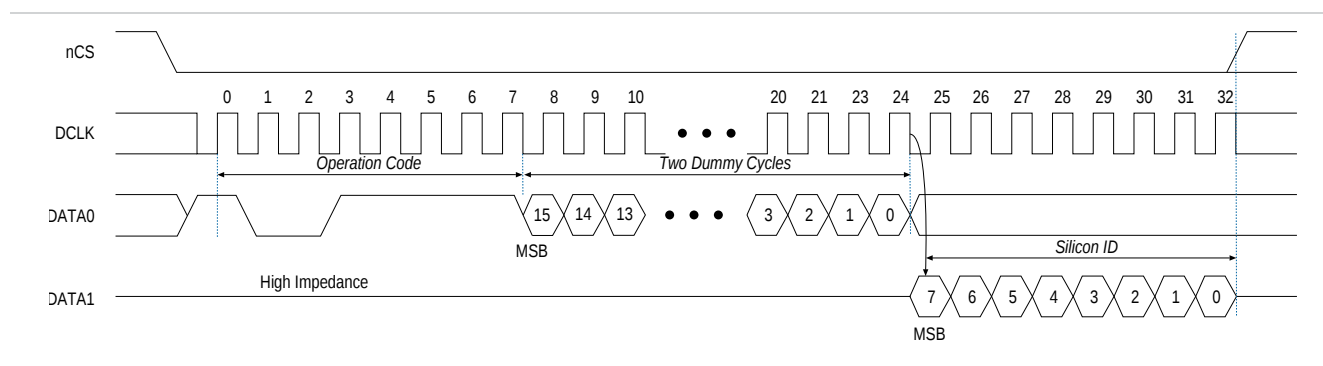 nCS
0 1 2 3 4 5 6 7 8 9 10 20 21 23 24 25 26 27 28 29 30 31 32
DCLK
Operation Code Two Dummy Cycles
DATA0 15 14 13 3 2 1 0
MSB Silicon ID
High Impedance
DATA1 7 6 5 4 3 2 1 0
MSB